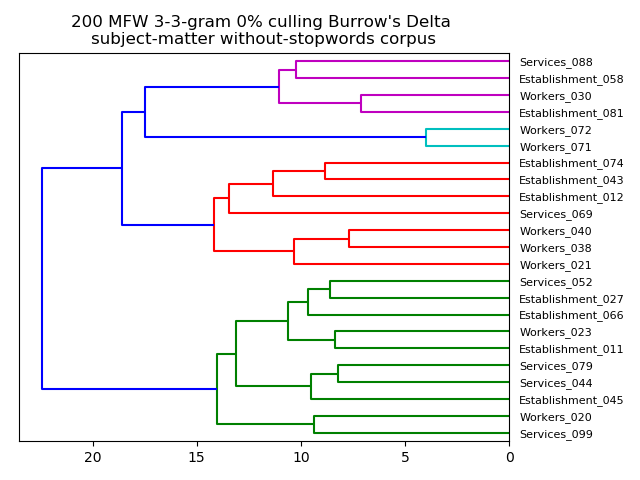 200 MFW 3-3-gram 0% culling Burrow's Delta
subject-matter without-stopwords corpus
Services_088
Establishment_058
Workers_030
Establishment_081
Workers_072
Workers_071
Establishment_074
Establishment_043
Establishment_012
Services_069
Workers_040
Workers_038
Workers_021
Services_052
Establishment_027
Establishment_066
Workers_023
Establishment_011
Services_079
Services_044
Establishment_045
Workers_020
Services_099
20 15 10 5 0